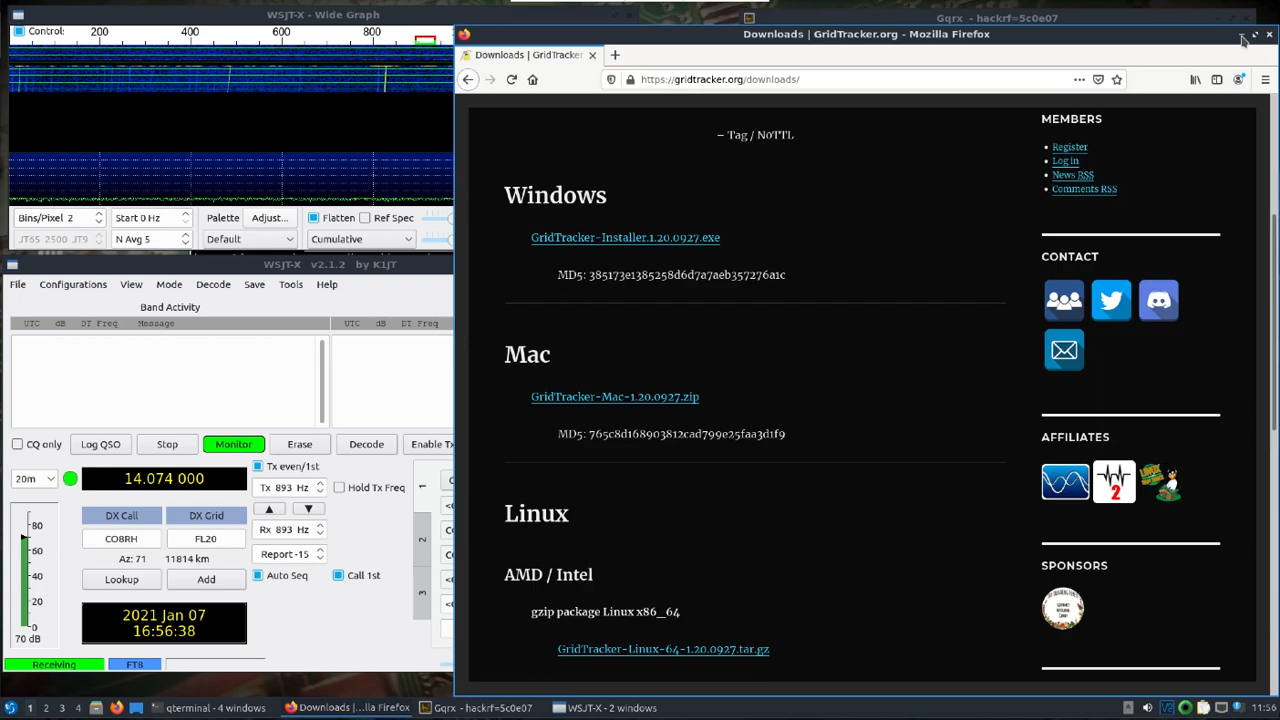 WSJT-X - Wide Graph
Gqrx - hackrf=5c0e07
Control:
200 400 600 800
Bins/Pixel 2 Start 0 Hz Palette Adjust... Flatten Ref Spec
JT65 2500 JT9 N Avg 5 Default Cumulative
Downloads | GridTracker.org - Mozilla Firefox
Downloads | GridTracker
https://gridtracker.org/downloads/
– Tag / N0TTL
Windows
GridTracker-Installer.1.20.0927.exe
MD5: 385173e1385258d6d7a7aeb357276a1c
Mac
GridTracker-Mac-1.20.0927.zip
MD5: 765c8d168903812cad799e25faa3d1f9
Linux
AMD / Intel
gzip package Linux x86_64
GridTracker-Linux-64-1.20.0927.tar.gz
MEMBERS
Register
Log in
News RSS
Comments RSS
CONTACT
AFFILIATES
2
SPONSORS
WSJT-X v2.1.2 by K1JT
File Configurations View Mode Decode Save Tools Help
Band Activity
UTC dB DT Freq Message UTC dB DT Freq
CQ only Log QSO Stop Monitor Erase Decode Enable Tx
20m 14.074 000 Tx even/1st
Tx 893 Hz Hold Tx Freq
DX Call DX Grid
CO8RH FL20 Rx 893 Hz
Az: 71 11814 km Report -15
Lookup Add Auto Seq Call 1st
2021 Jan 07
16:56:38
80
60
40
20
0
70 dB
1
2
3
Receiving FT8
1 2 3 4 qterminal - 4 windows Downloads |...lla Firefox Gqrx - hackrf=5c0e07 WSJT-X - 2 windows 11:56